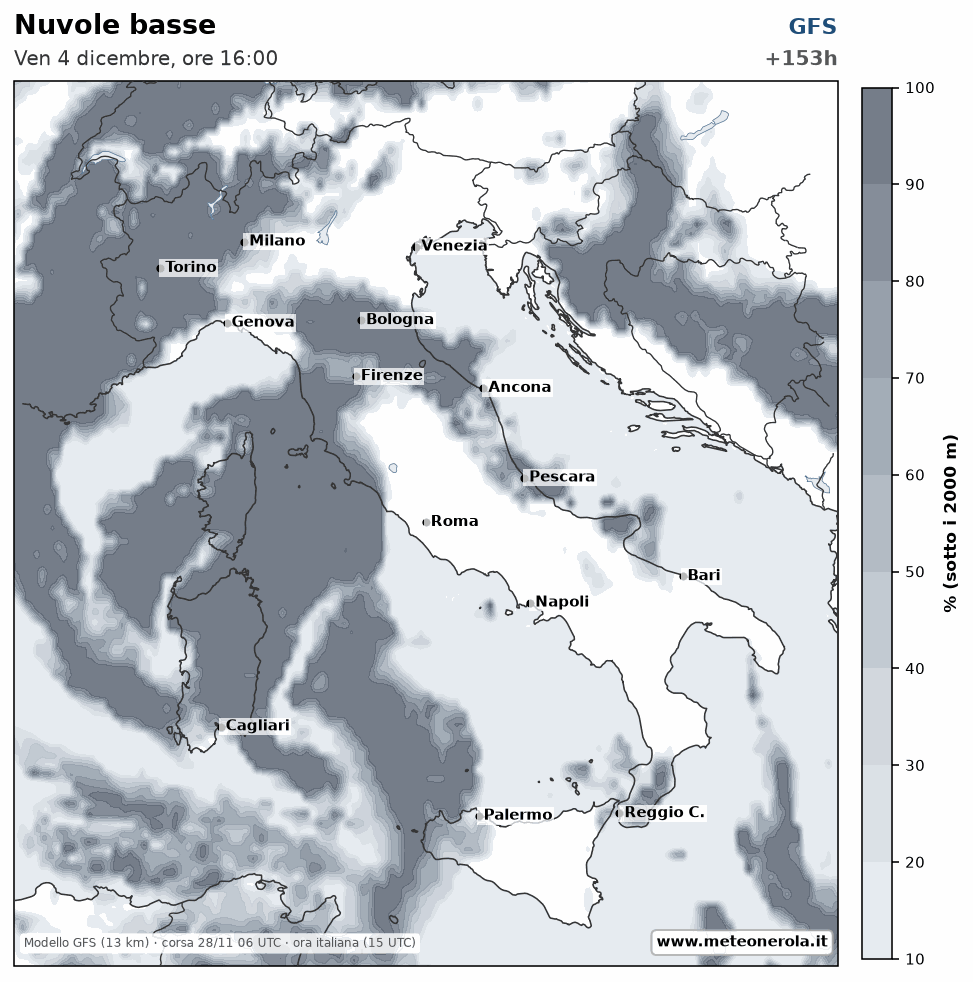 Nuvole basse
GFS
Ven 4 dicembre, ore 16:00
+153h
100
90
80
70
60
50
40
30
20
10
% (sotto i 2000 m)
Milano
Venezia
Torino
Genova
Bologna
Firenze
Ancona
Pescara
Roma
Bari
Napoli
Cagliari
Palermo
Reggio C.
Modello GFS (13 km) · corsa 28/11 06 UTC · ora italiana (15 UTC)
www.meteonerola.it